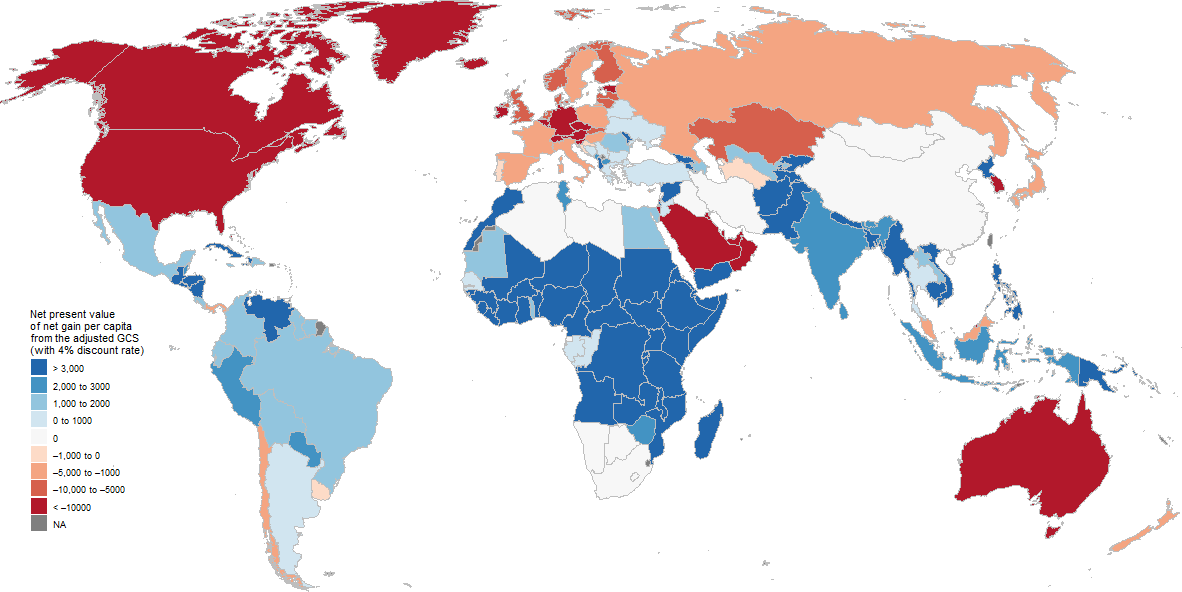 Net present value
of net gain per capita
from the adjusted GCS
(with 4% discount rate)
> 3,000
2,000 to 3000
1,000 to 2000
0 to 1000
0
–1,000 to 0
–5,000 to –1000
–10,000 to –5000
< –10000
NA